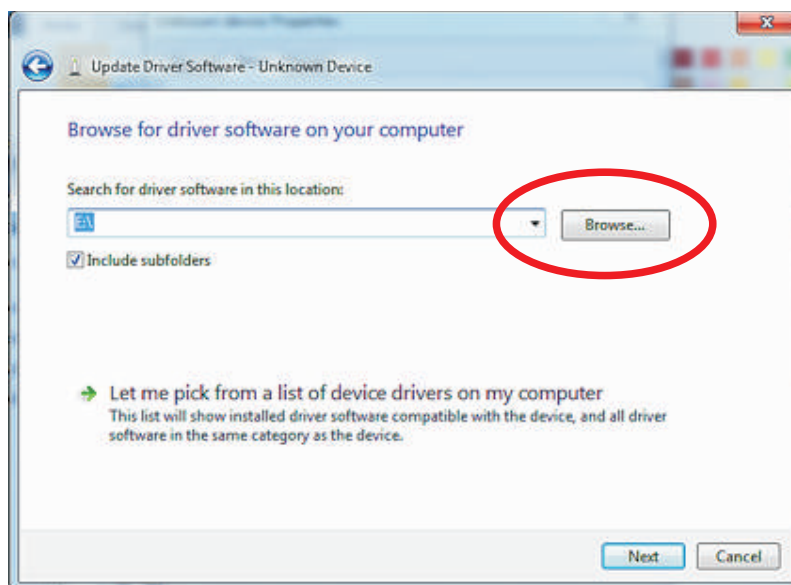 Update Driver Software - Unknown Device
Browse for driver software on your computer
Search for driver software in this location:
E:\
Browse...
Include subfolders
Let me pick from a list of device drivers on my computer
This list will show installed driver software compatible with the device, and all driver
software in the same category as the device.
Next
Cancel